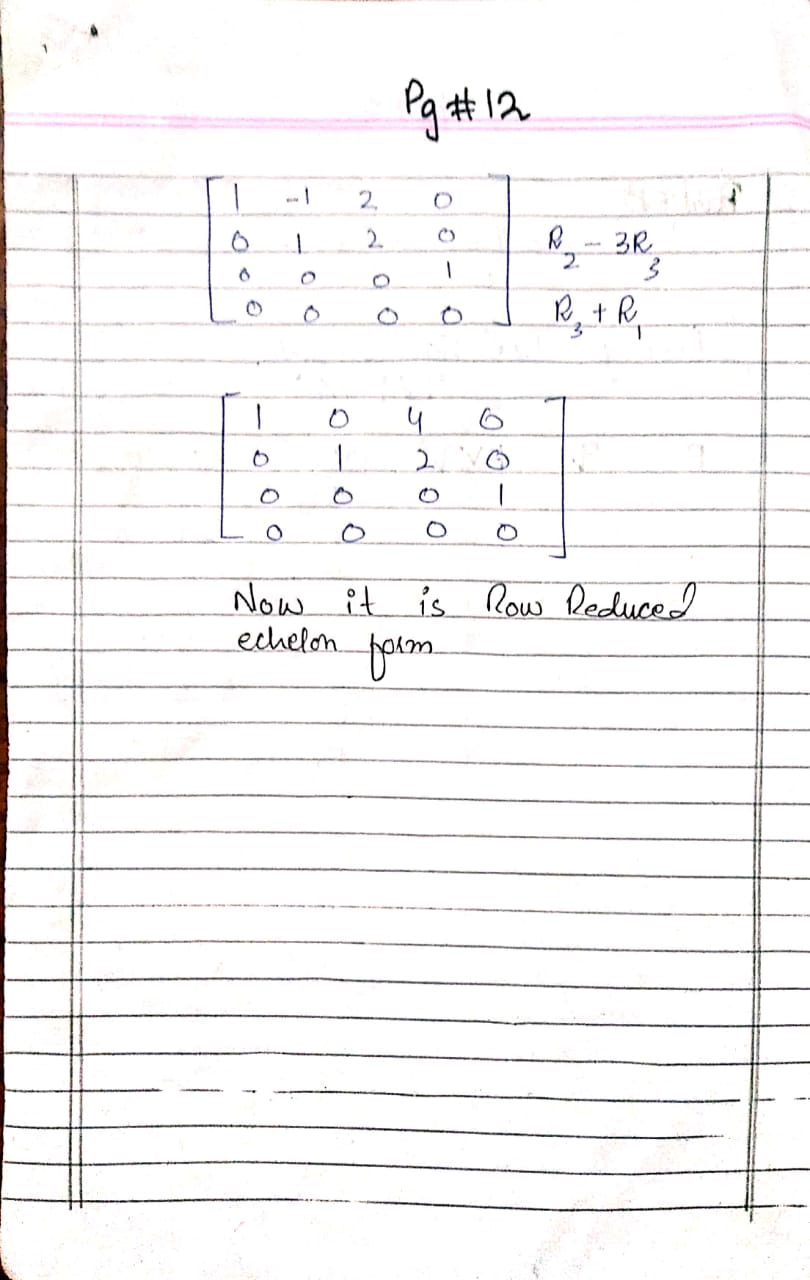 Pg # 12
1 -1 2 0
0 1 2 0 R2 - 3R3
0 0 0 1
0 0 0 0 R3 + R1
1 0 4 0
0 1 2 0
0 0 0 1
0 0 0 0
Now it is Row Reduced
echelon form